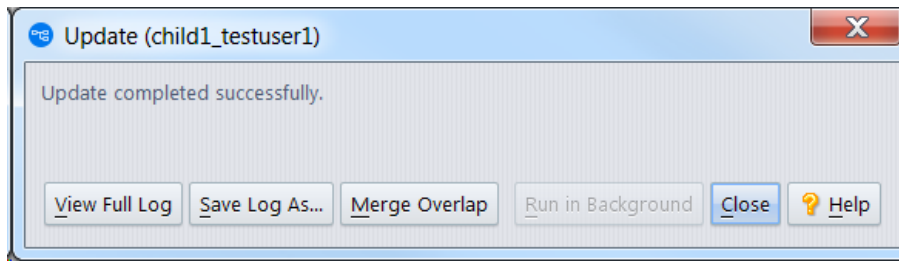 Update (child1_testuser1)
Update completed successfully.
View Full Log Save Log As... Merge Overlap Run in Background Close Help